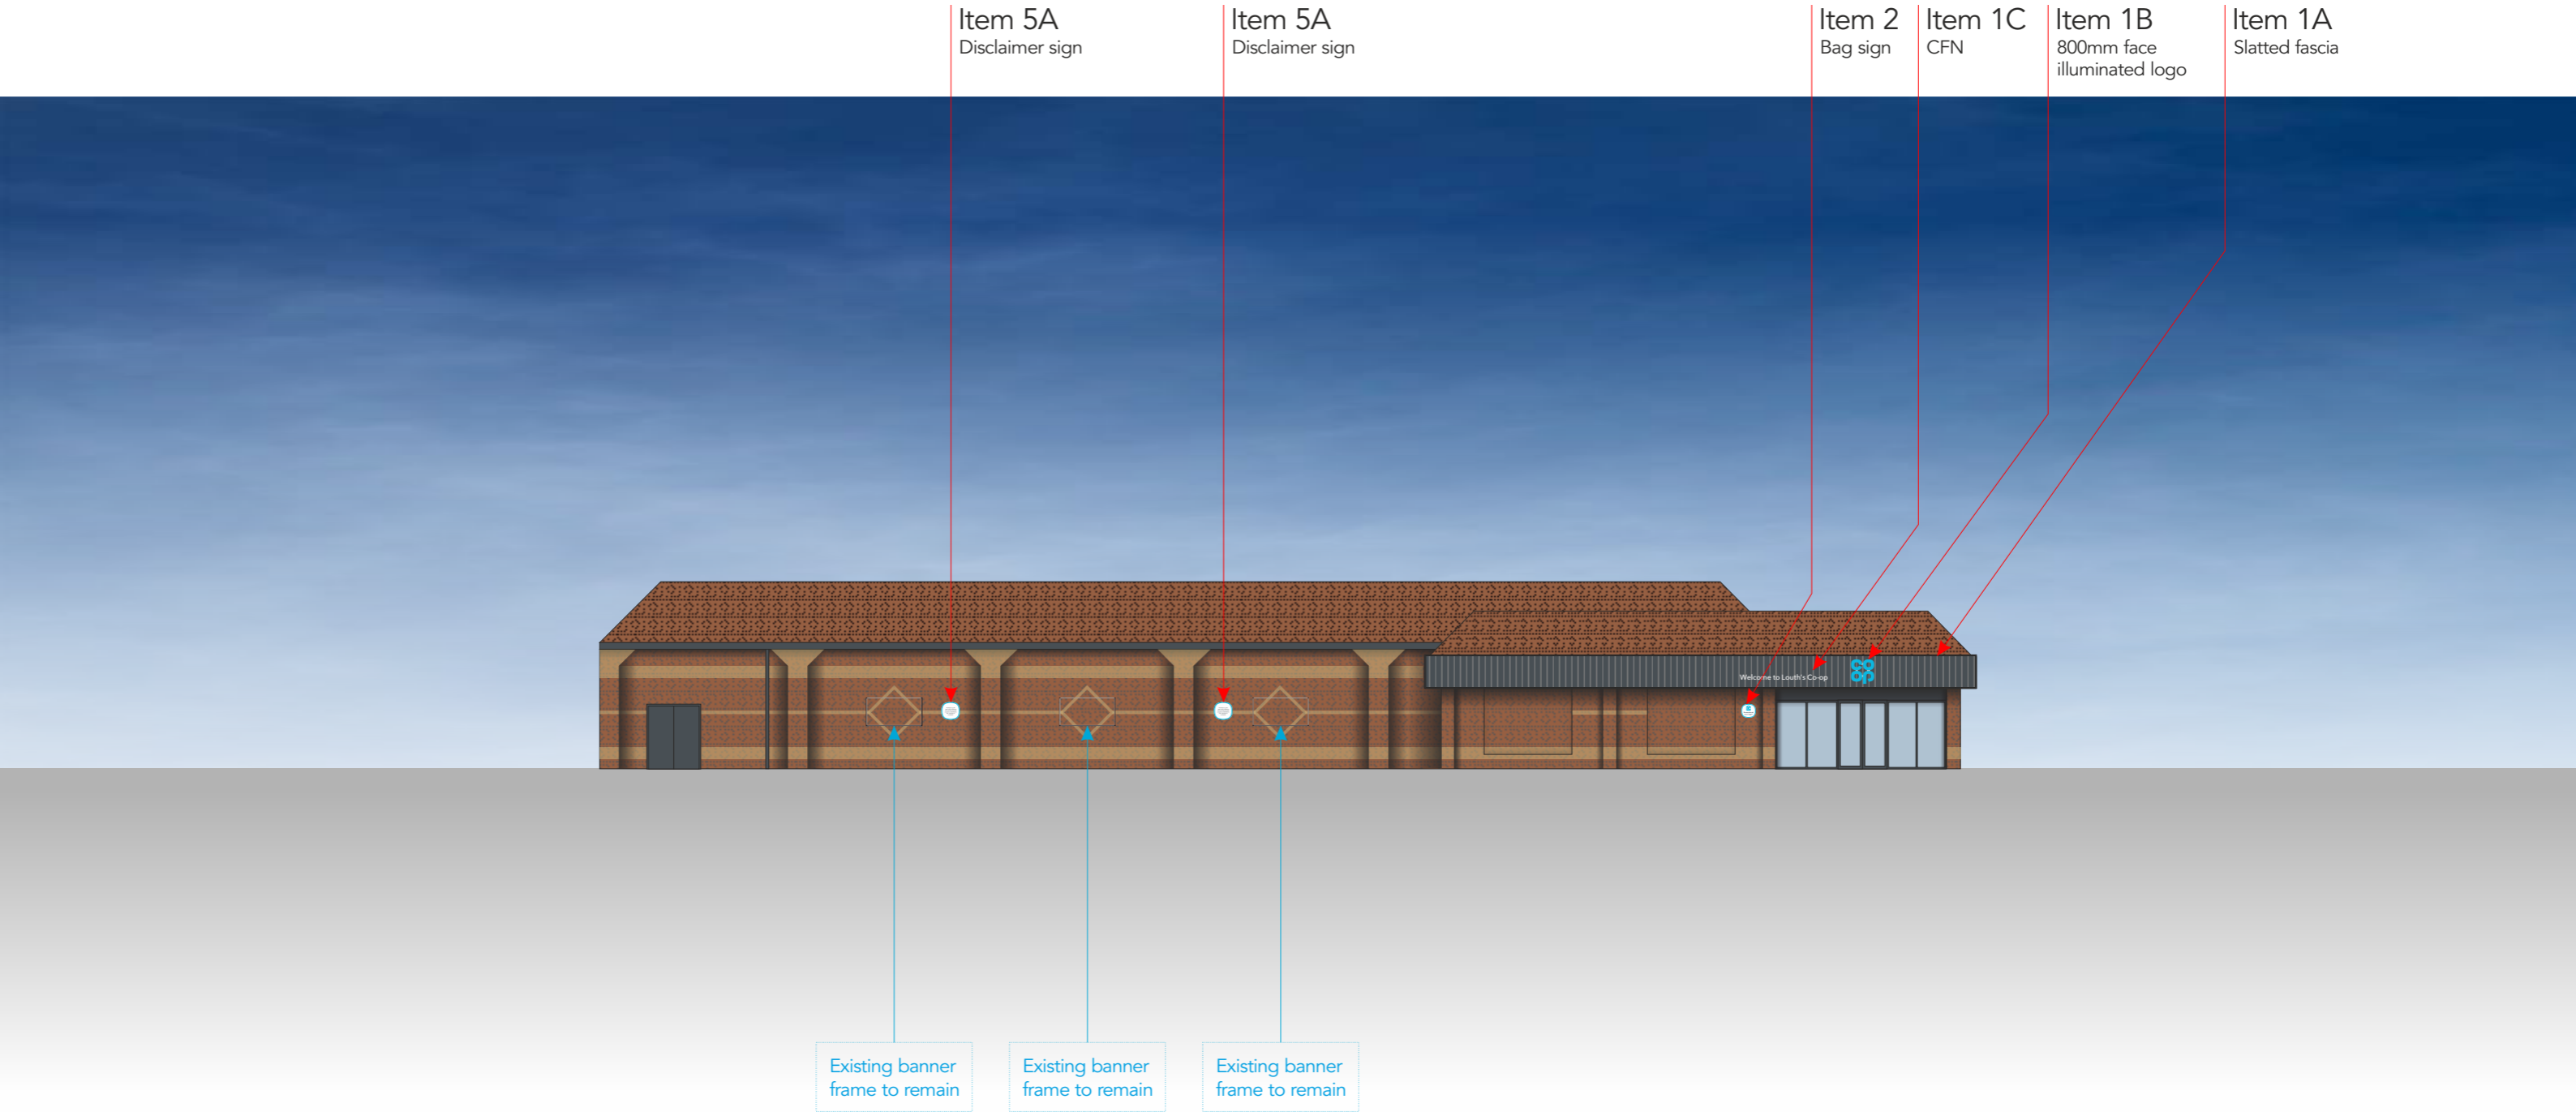 Item 5A
Disclaimer sign
Item 5A
Disclaimer sign
Item 2
Bag sign
Item 1C
CFN
Item 1B
800mm face
illuminated logo
Item 1A
Slatted fascia
Welcome to Louth's Co-op
co
op
Existing banner
frame to remain
Existing banner
frame to remain
Existing banner
frame to remain